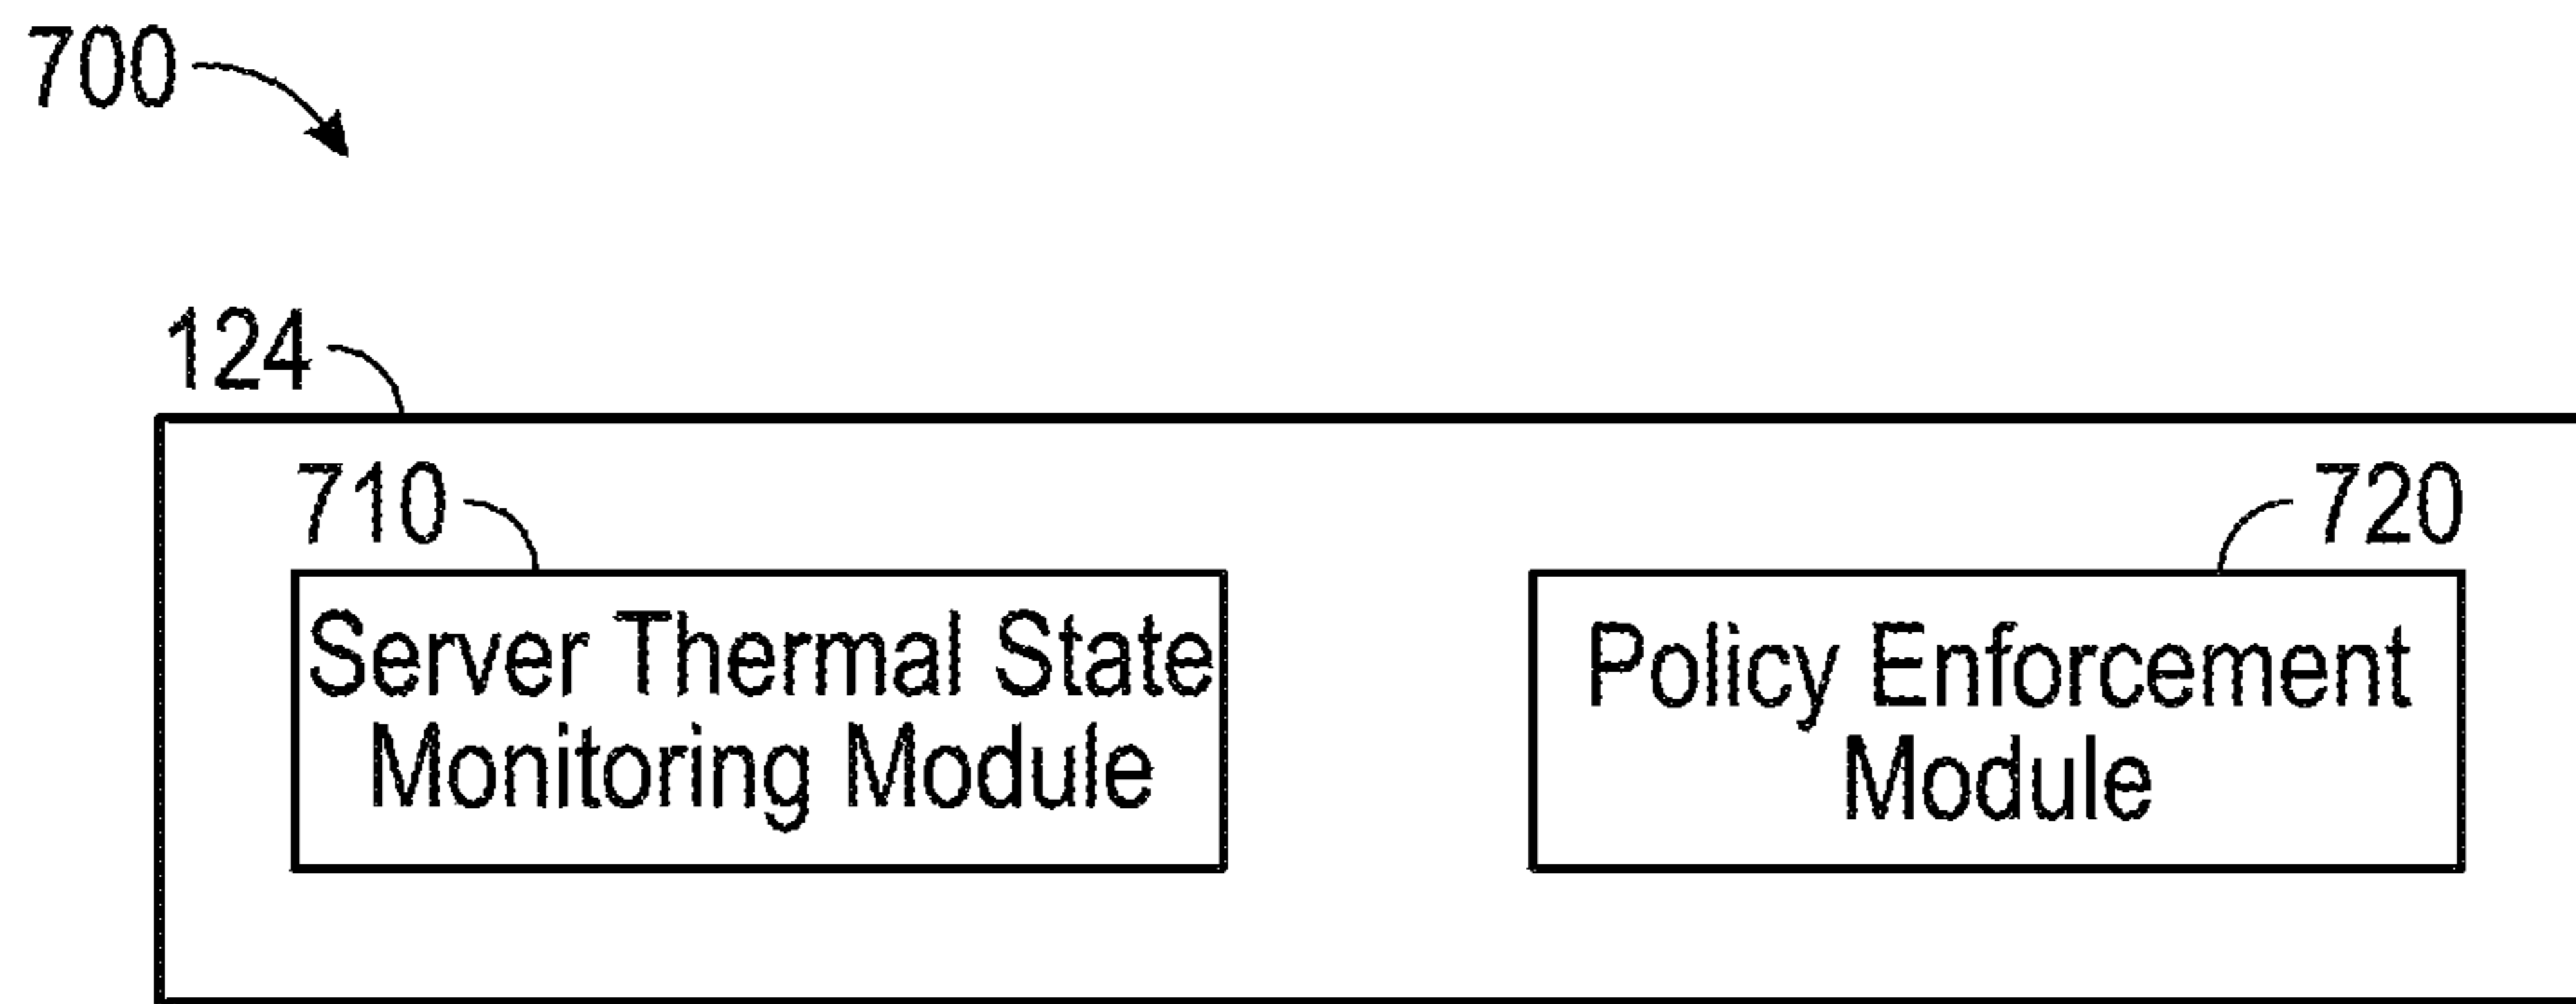 700
124
710
720
Server Thermal State
Monitoring Module
Policy Enforcement
Module